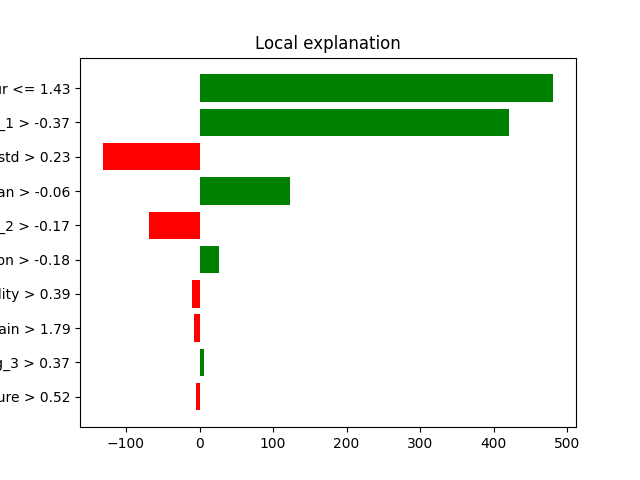 Local explanation
ur <= 1.43
_1 > -0.37
std > 0.23
an > -0.06
_2 > -0.17
on > -0.18
lity > 0.39
ain > 1.79
g_3 > 0.37
ure > 0.52
−100 0 100 200 300 400 500